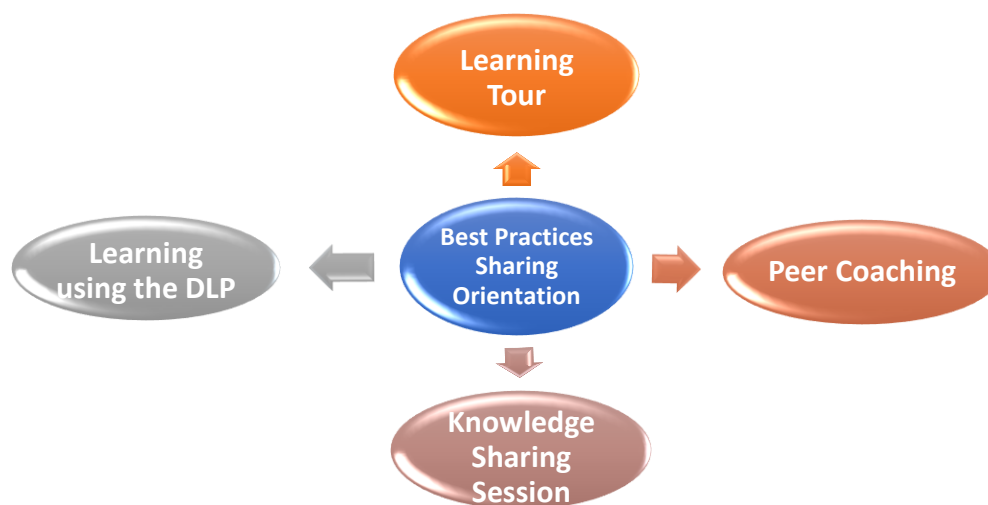 Learning
Tour
Best Practices
Sharing
Orientation
Learning
using the DLP
Peer Coaching
Knowledge
Sharing
Session